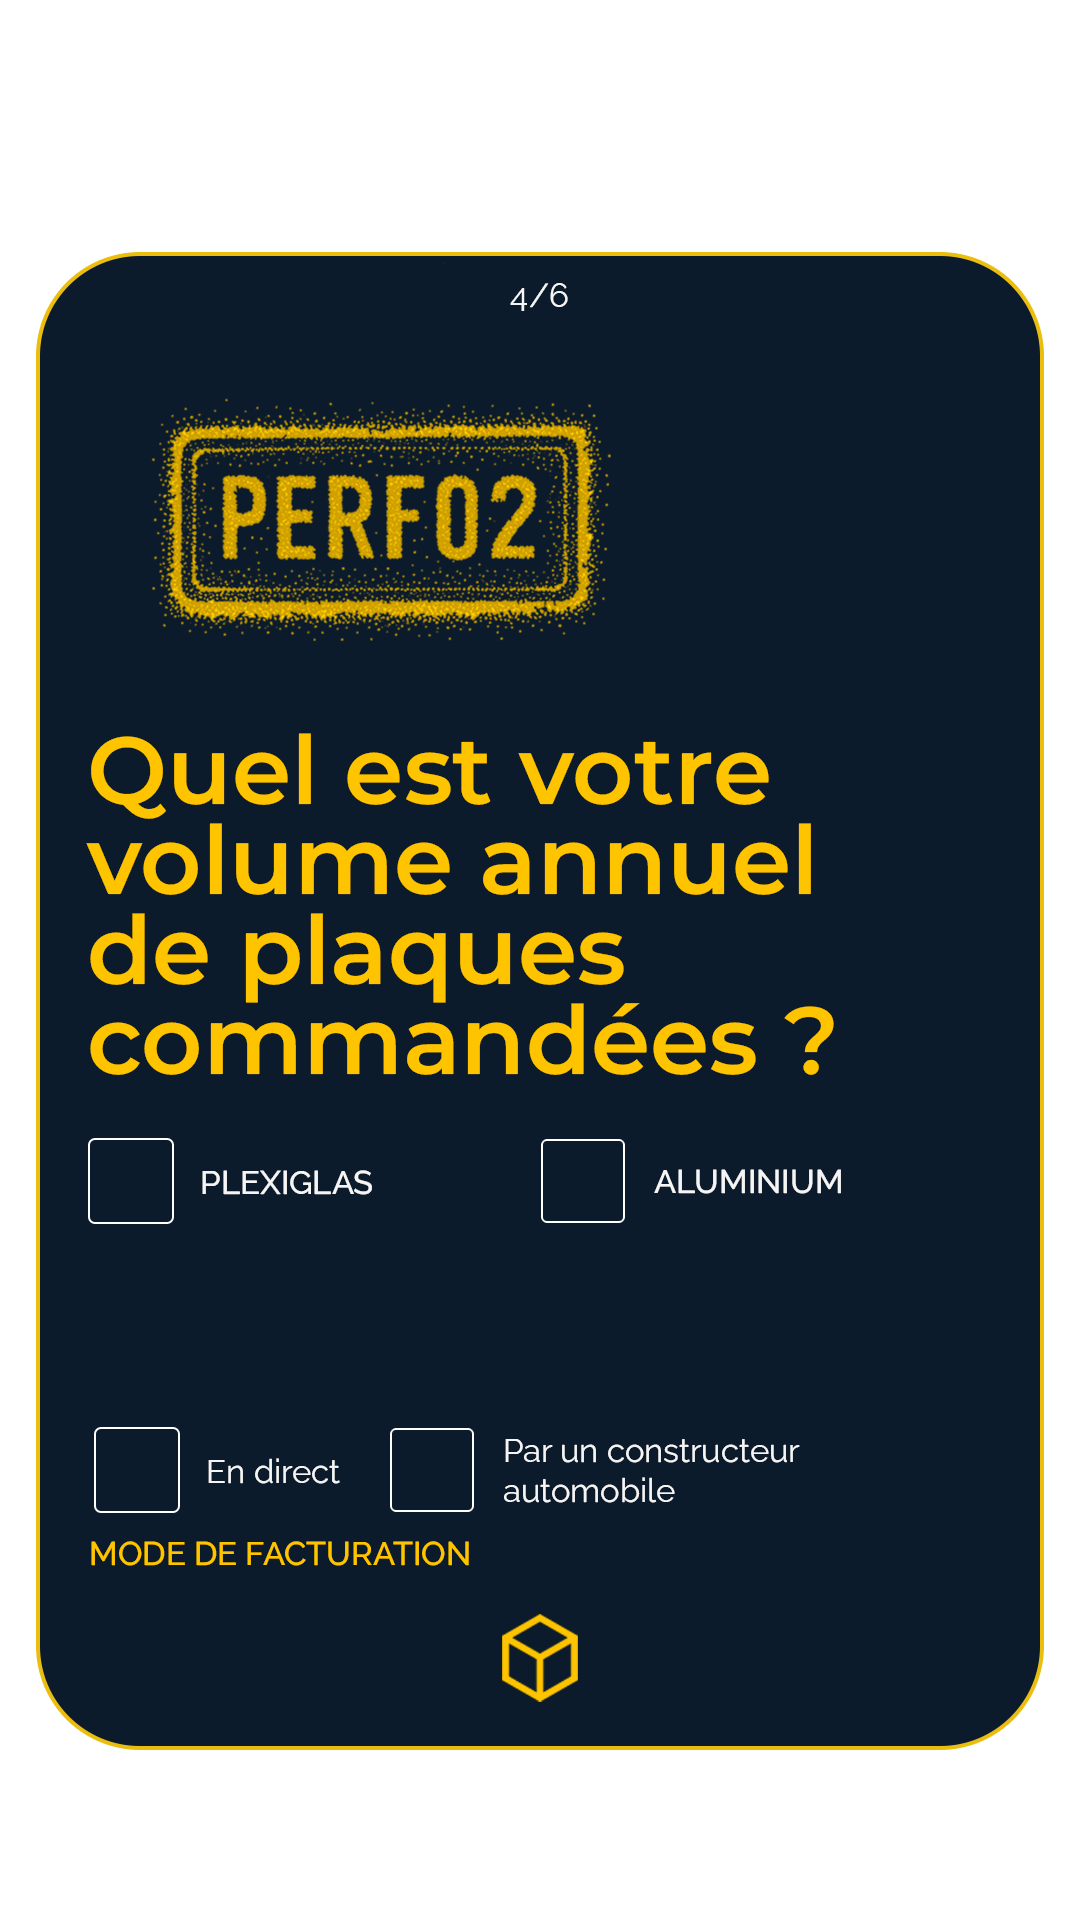 4/6
PERFO2
Quel est votre
volume annuel
de plaques
commandées ?
PLEXIGLAS
ALUMINIUM
En direct
Par un constructeur
automobile
MODE DE FACTURATION